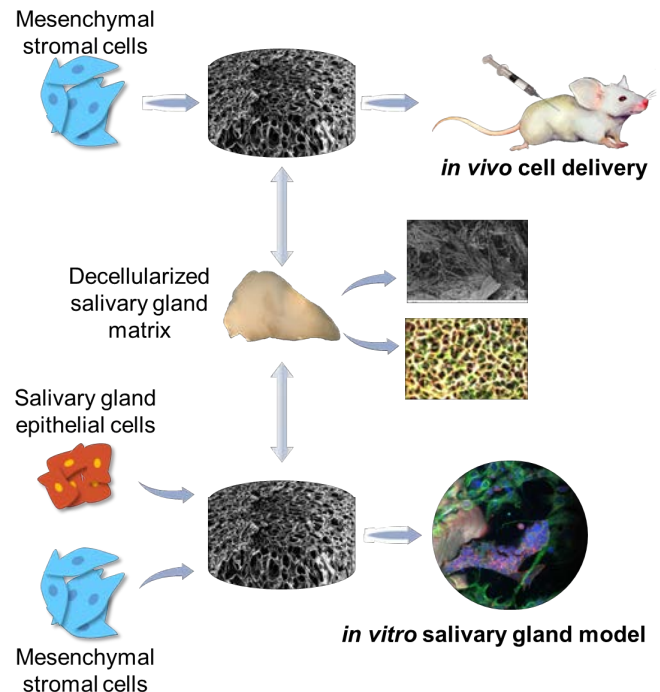 Mesenchymal
stromal cells
in vivo cell delivery
Decellularized
salivary gland
matrix
Salivary gland
epithelial cells
in vitro salivary gland model
Mesenchymal
stromal cells